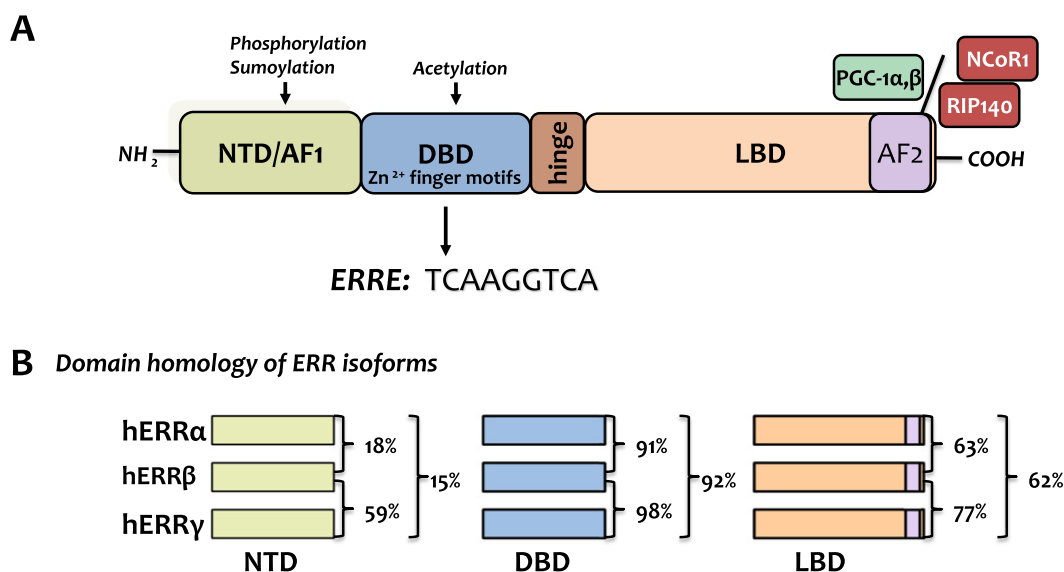 A
Phosphorylation
Sumoylation
Acetylation
PGC-1α,β
NCoR1
RIP140
NH2
NTD/AF1
DBD
Zn2+ finger motifs
hinge
LBD
AF2
COOH
ERRE: TCAAGGTCA
B Domain homology of ERR isoforms
hERRα
hERRβ
hERRγ
18%
59%
15%
NTD
91%
98%
92%
DBD
63%
77%
62%
LBD